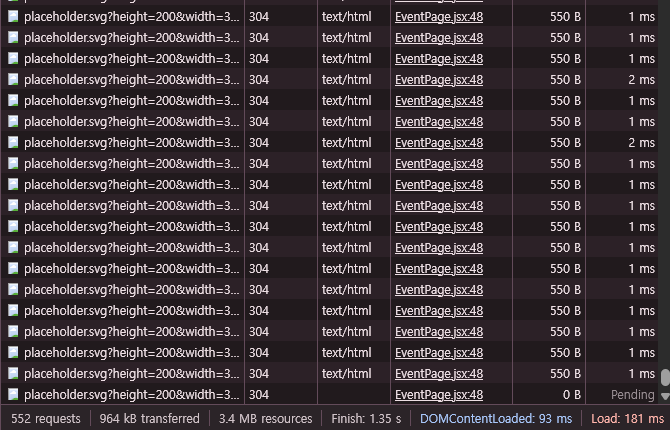 placeholder.svg?height=200&width=3... 304 text/html EventPage.jsx:48 550 B 1 ms
placeholder.svg?height=200&width=3... 304 text/html EventPage.jsx:48 550 B 1 ms
placeholder.svg?height=200&width=3... 304 text/html EventPage.jsx:48 550 B 1 ms
placeholder.svg?height=200&width=3... 304 text/html EventPage.jsx:48 550 B 2 ms
placeholder.svg?height=200&width=3... 304 text/html EventPage.jsx:48 550 B 1 ms
placeholder.svg?height=200&width=3... 304 text/html EventPage.jsx:48 550 B 1 ms
placeholder.svg?height=200&width=3... 304 text/html EventPage.jsx:48 550 B 2 ms
placeholder.svg?height=200&width=3... 304 text/html EventPage.jsx:48 550 B 1 ms
placeholder.svg?height=200&width=3... 304 text/html EventPage.jsx:48 550 B 1 ms
placeholder.svg?height=200&width=3... 304 text/html EventPage.jsx:48 550 B 1 ms
placeholder.svg?height=200&width=3... 304 text/html EventPage.jsx:48 550 B 1 ms
placeholder.svg?height=200&width=3... 304 text/html EventPage.jsx:48 550 B 1 ms
placeholder.svg?height=200&width=3... 304 text/html EventPage.jsx:48 550 B 1 ms
placeholder.svg?height=200&width=3... 304 text/html EventPage.jsx:48 550 B 1 ms
placeholder.svg?height=200&width=3... 304 text/html EventPage.jsx:48 550 B 1 ms
placeholder.svg?height=200&width=3... 304 text/html EventPage.jsx:48 550 B 1 ms
placeholder.svg?height=200&width=3... 304 text/html EventPage.jsx:48 550 B 1 ms
placeholder.svg?height=200&width=3... 304 text/html EventPage.jsx:48 550 B 1 ms
placeholder.svg?height=200&width=3... 304 EventPage.jsx:48 0 B Pending
552 requests 964 kB transferred 3.4 MB resources Finish: 1.35 s DOMContentLoaded: 93 ms Load: 181 ms